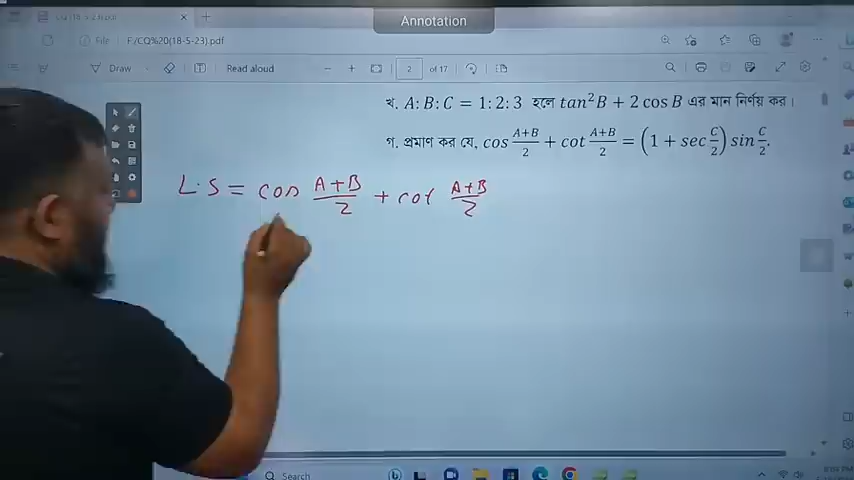 Annotation
File F:/CQ%20(18-5-23).pdf
Draw Read aloud 2 of 17
খ. A: B: C = 1: 2: 3 হলে tan²B + 2 cos B এর মান নির্ণয় কর।
গ. প্রমাণ কর যে, cos (A+B)/2 + cot (A+B)/2 = (1 + sec C/2) sin C/2.
L.S = cos (A+B)/2 + cot (A+B)/2
Search